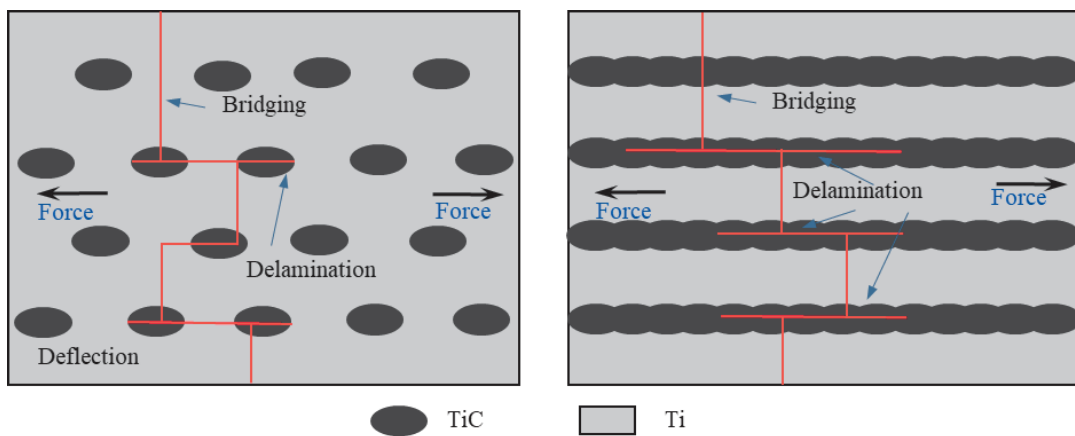 Bridging
Force
Force
Delamination
Deflection
Bridging
Delamination
Force
Force
TiC
Ti